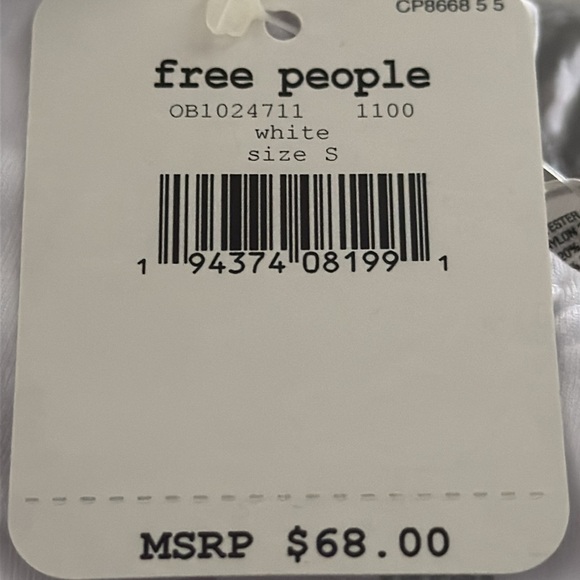 CP8668 5 5
free people
OB1024711 1100
white
size S
1 94374 08199 1
MSRP $68.00